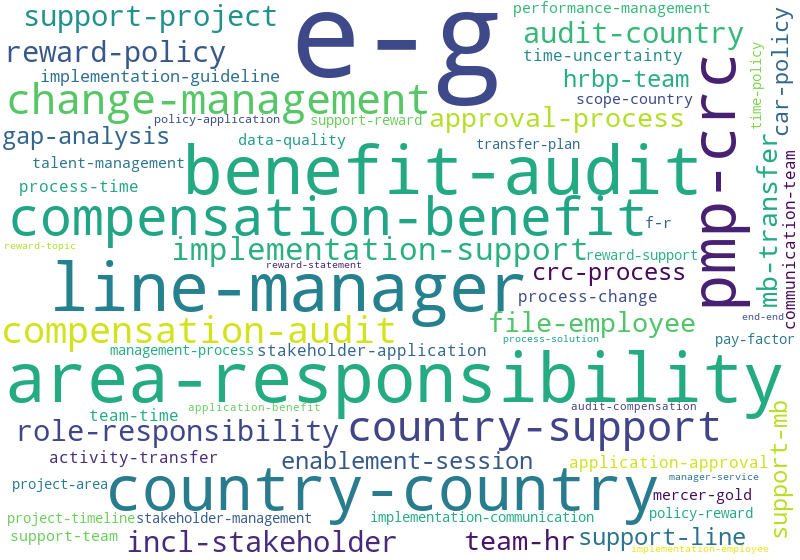 e-g
performance-management
support-project
audit-country
reward-policy
time-uncertainty
implementation-guideline
hrbp-team
change-management
scope-country
policy-application
support-reward
approval-process
pmp-crc
time-policy
car-policy
gap-analysis
data-quality
transfer-plan
talent-management
benefit-audit
process-time
mb-transfer
communication-team
compensation-benefit
f-r
reward-topic
implementation-support
reward-support
reward-statement
crc-process
line-manager
process-change
compensation-audit
file-employee
end-end
process-solution
pay-factor
management-process
stakeholder-application
area-responsibility
team-time
application-benefit
audit-compensation
role-responsibility
country-support
support-mb
activity-transfer
enablement-session
application-approval
project-area
country-country
manager-service
mercer-gold
project-timeline
stakeholder-management
implementation-communication
policy-reward
support-team
incl-stakeholder
team-hr
support-line
implementation-employee